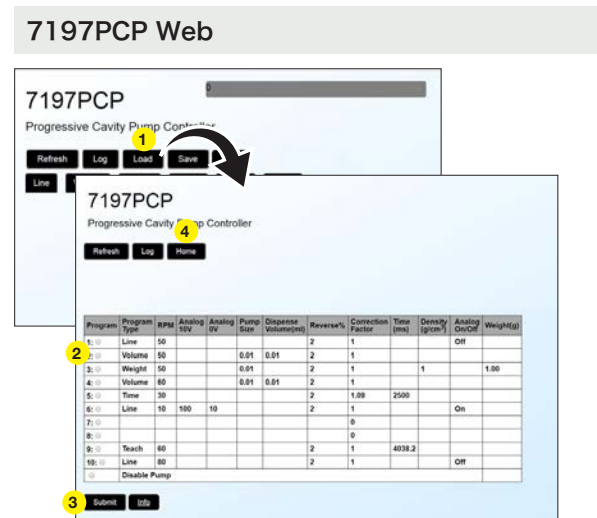 7197PCP Web
0
7197PCP
Progressive Cavity Pump Controller
1
Refresh Log Load Save
Line
7197PCP
Progressive Cavity Pump Controller
4
Refresh Log Home
Program Program Type RPM Analog 10V Analog 0V Pump Size Dispense Volume(ml) Reverse% Correction Factor Time (ms) Density (g/cm³) Analog On/Off Weight(g)
1: Line 50 2 1 Off
2
2: Volume 50 0.01 0.01 2 1
3: Weight 50 0.01 2 1 1 1.00
4: Volume 60 0.01 0.01 2 1
5: Time 30 2 1.09 2500
6: Line 10 100 10 2 1 On
7: 0
8: 0
9: Teach 60 2 1 4038.2
10: Line 80 2 1 Off
Disable Pump
3
Submit Info